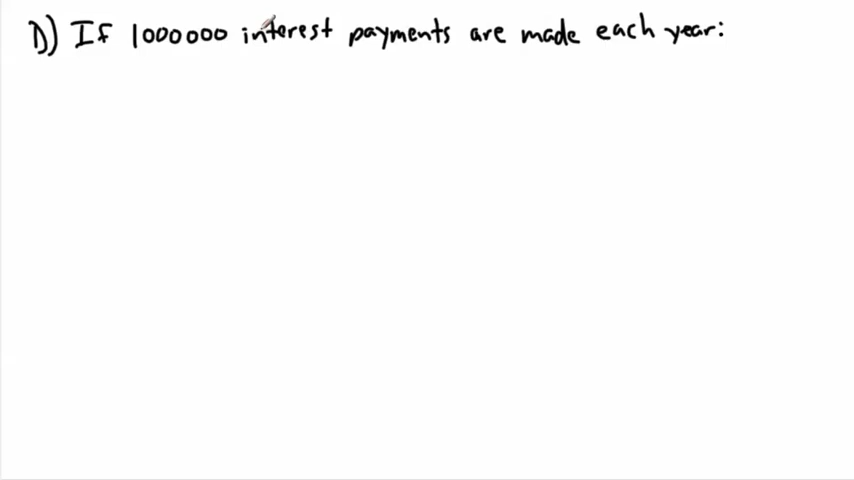 D) If 1000000 interest payments are made each year: